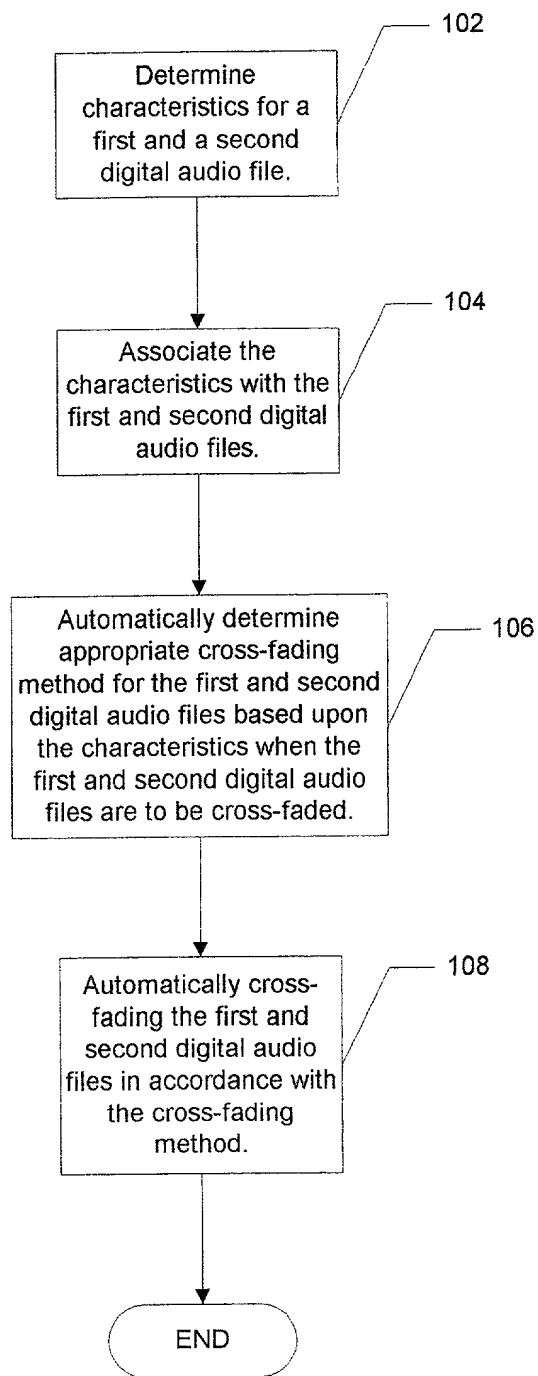 102
Determine
characteristics for a
first and a second
digital audio file.
104
Associate the
characteristics with the
first and second digital
audio files.
106
Automatically determine
appropriate cross-fading
method for the first and second
digital audio files based upon
the characteristics when the
first and second digital audio
files are to be cross-faded.
108
Automatically cross-
fading the first and
second digital audio
files in accordance with
the cross-fading
method.
END